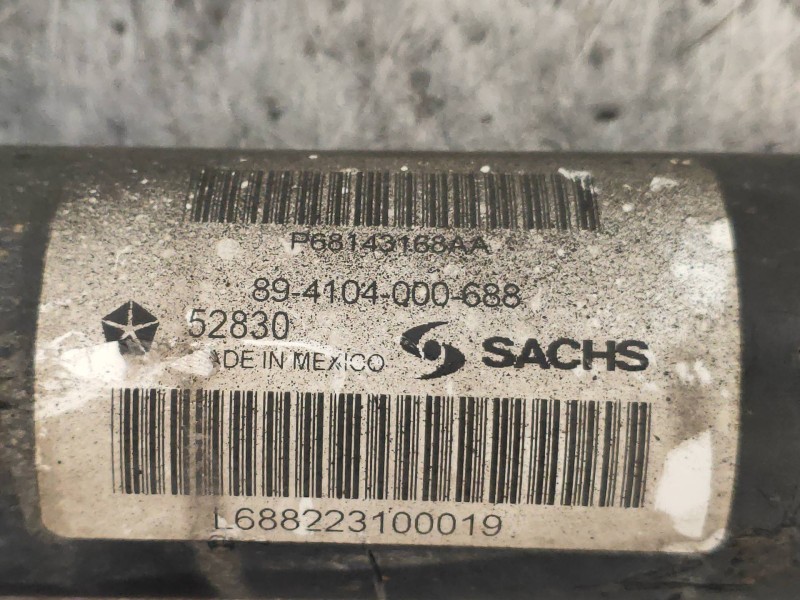 P68143168AA
89-4104-000-688
52830
ADE IN MEXICO
SACHS
L688223100019